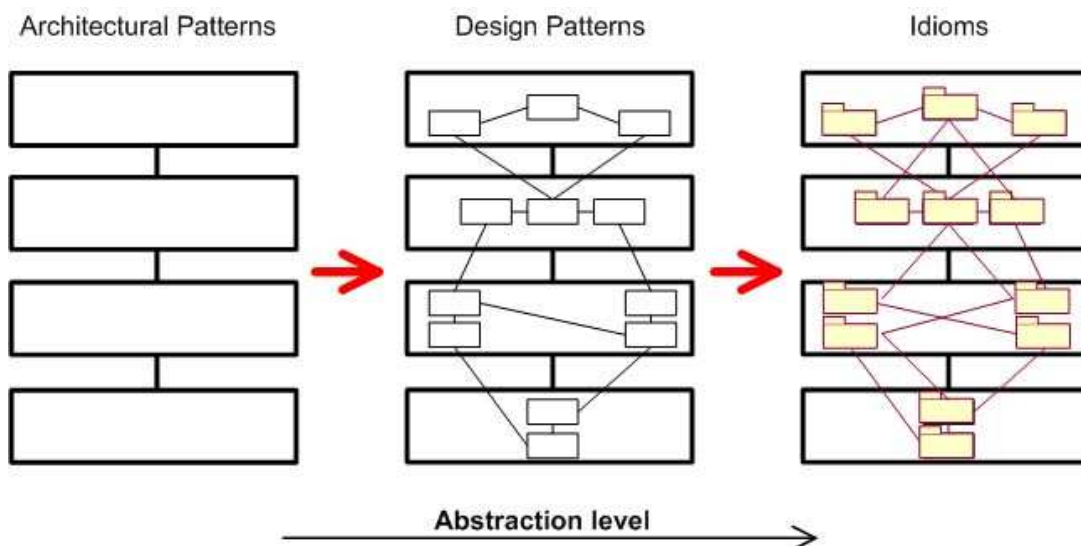 Architectural Patterns
Design Patterns
Idioms
Abstraction level